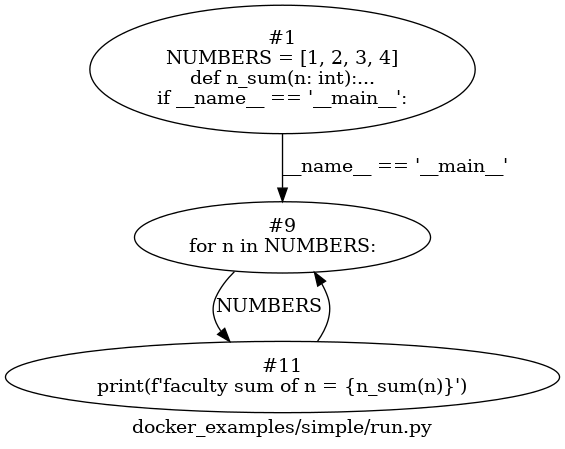 #1
NUMBERS = [1, 2, 3, 4]
def n_sum(n: int):...
if __name__ == '__main__':
__name__ == '__main__'
#9
for n in NUMBERS:
NUMBERS
#11
print(f'faculty sum of n = {n_sum(n)}')
docker_examples/simple/run.py